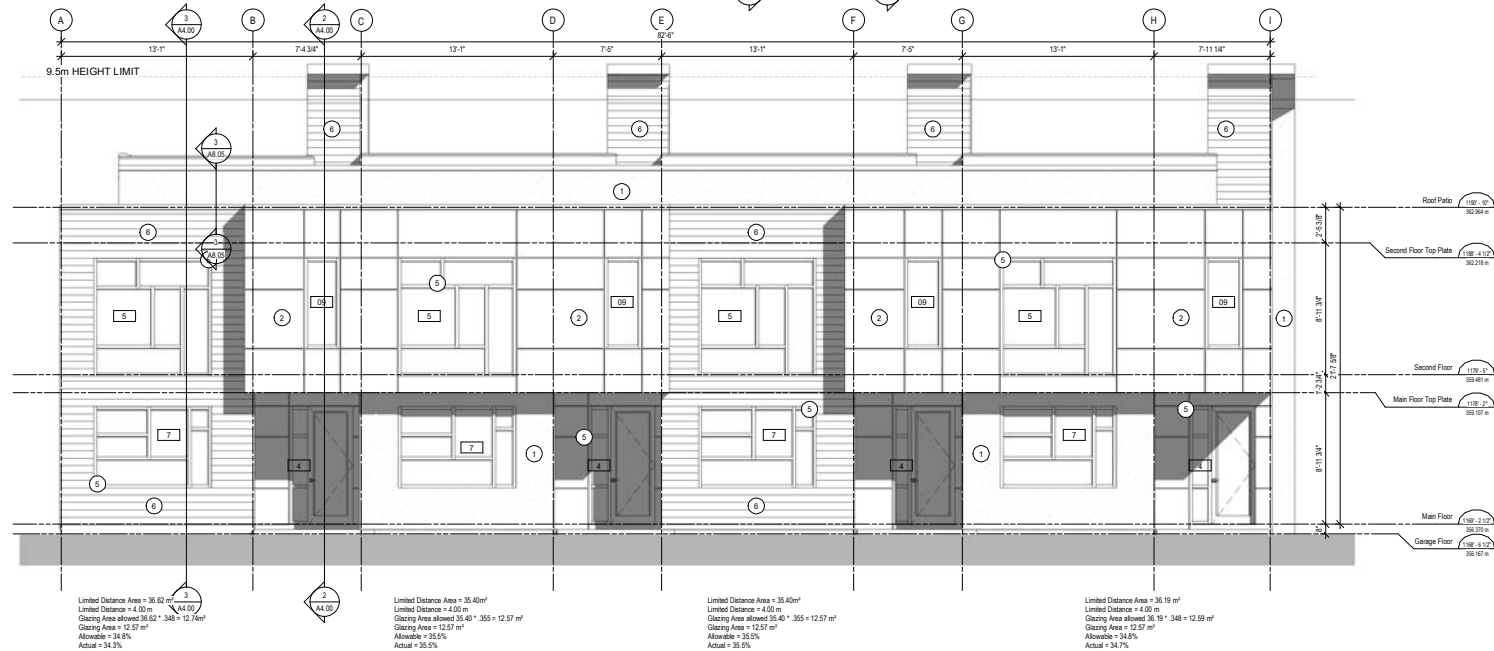 A
3
A4.00
B
2
A4.00
C
D
E
F
G
H
I
82'-6"
13'-1"
7'-4 3/4"
13'-1"
7'-5"
13'-1"
7'-5"
13'-1"
7'-11 1/4"
9.5m HEIGHT LIMIT
6
6
6
6
3
A8.05
1
Roof Patio
1190' - 10"
362.964 m
2'-5 3/8"
6
3
A8.05
6
Second Floor Top Plate
1188' - 4 1/2"
362.218 m
5
5
5
2
09
5
2
09
5
2
09
5
2
09
1
8'-11 3/4"
21'-7 5/8"
Second Floor
1179' - 5"
359.481 m
1'-2 3/4"
Main Floor Top Plate
1178' - 2"
359.107 m
5
5
7
7
5
7
7
1
1
4
4
4
4
8'-11 3/4"
5
6
6
Main Floor
1169' - 2 1/2"
356.370 m
8"
Garage Floor
1168' - 6 1/2"
356.167 m
3
A4.00
2
A4.00
Limited Distance Area = 36.62 m²
Limited Distance = 4.00 m
Glazing Area allowed 36.62 * .348 = 12.74m²
Glazing Area = 12.57 m²
Allowable = 34.8%
Actual = 34.3%
Limited Distance Area = 35.40m²
Limited Distance = 4.00 m
Glazing Area allowed 35.40 * .355 = 12.57 m²
Glazing Area = 12.57 m²
Allowable = 35.5%
Actual = 35.5%
Limited Distance Area = 35.40m²
Limited Distance = 4.00 m
Glazing Area allowed 35.40 * .355 = 12.57 m²
Glazing Area = 12.57 m²
Allowable = 35.5%
Actual = 35.5%
Limited Distance Area = 36.19 m²
Limited Distance = 4.00 m
Glazing Area allowed 36.19 * .348 = 12.59 m²
Glazing Area = 12.57 m²
Allowable = 34.8%
Actual = 34.7%